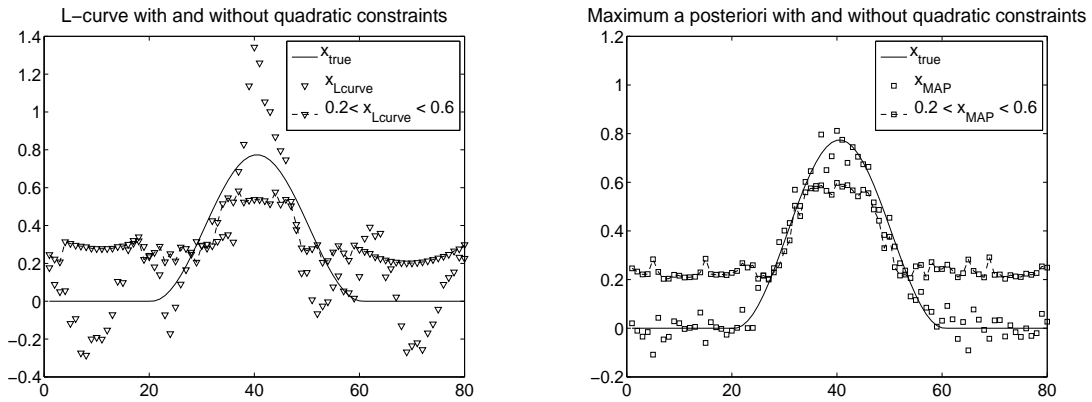 L-curve with and without quadratic constraints
1.4
1.2
1
0.8
0.6
0.4
0.2
0
−0.2
−0.4
0 20 40 60 80
x_true
x_Lcurve
0.2< x_Lcurve < 0.6
Maximum a posteriori with and without quadratic constraints
1.2
1
0.8
0.6
0.4
0.2
0
−0.2
0 20 40 60 80
x_true
x_MAP
0.2 < x_MAP < 0.6